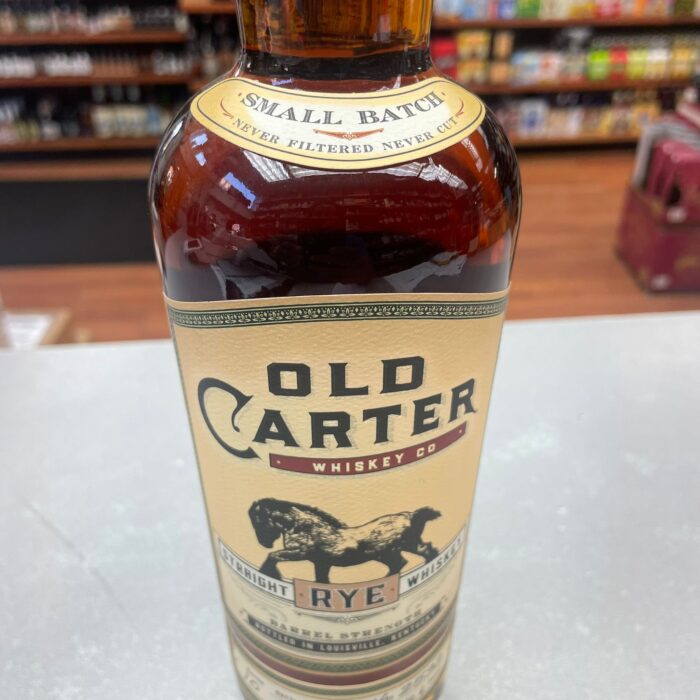 ·SMALL BATCH·
NEVER FILTERED NEVER CUT
OLD
CARTER
WHISKEY CO
STRAIGHT RYE WHISKEY
BARREL STRENGTH
BOTTLED IN LOUISVILLE, KENTUCKY